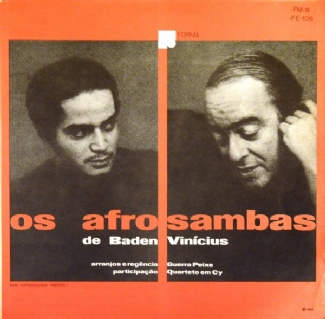 FM-16
FE-1016
FORMA
os afro sambas
de Baden Vinícius
arranjos e regência Guerra Peixe
participação Quarteto em Cy